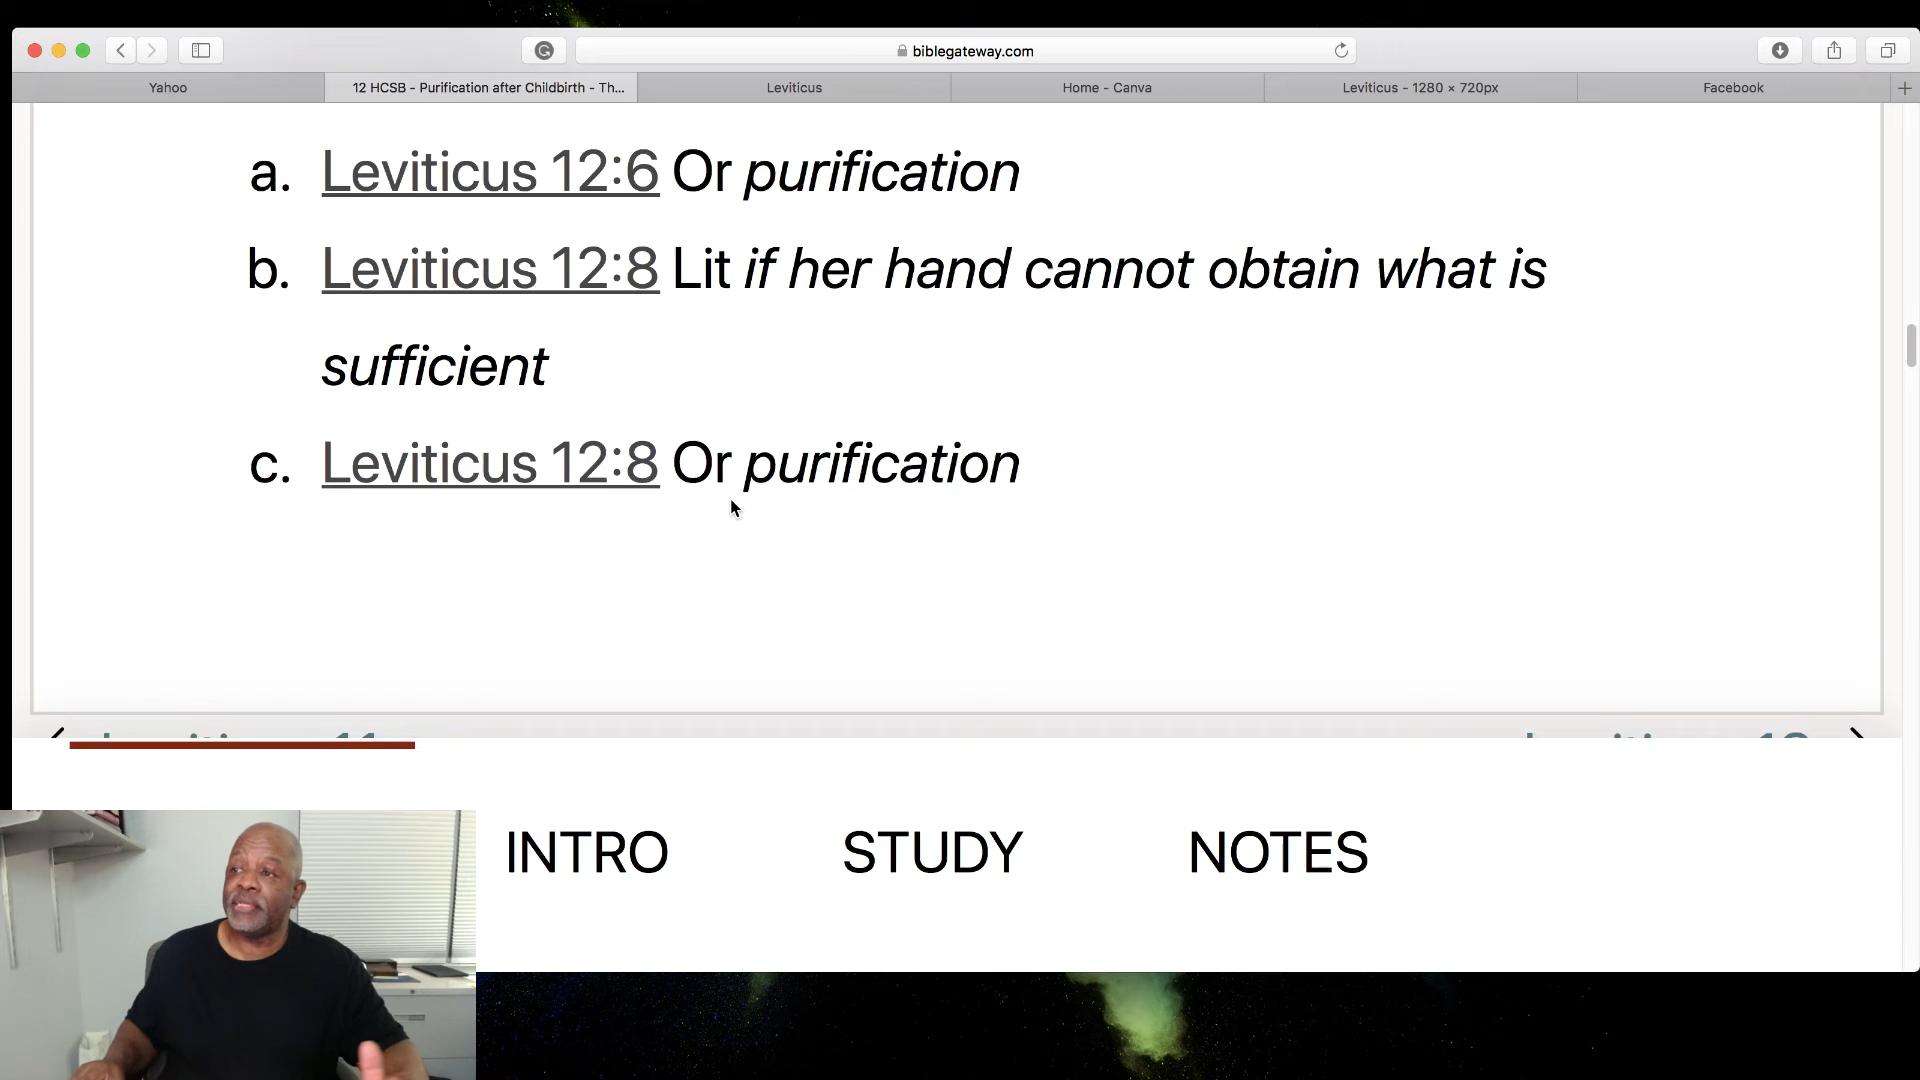 biblegateway.com
Yahoo
12 HCSB - Purification after Childbirth - Th...
Leviticus
Home - Canva
Leviticus - 1280 × 720px
Facebook
a. Leviticus 12:6 Or purification
b. Leviticus 12:8 Lit if her hand cannot obtain what is
sufficient
c. Leviticus 12:8 Or purification
INTRO
STUDY
NOTES